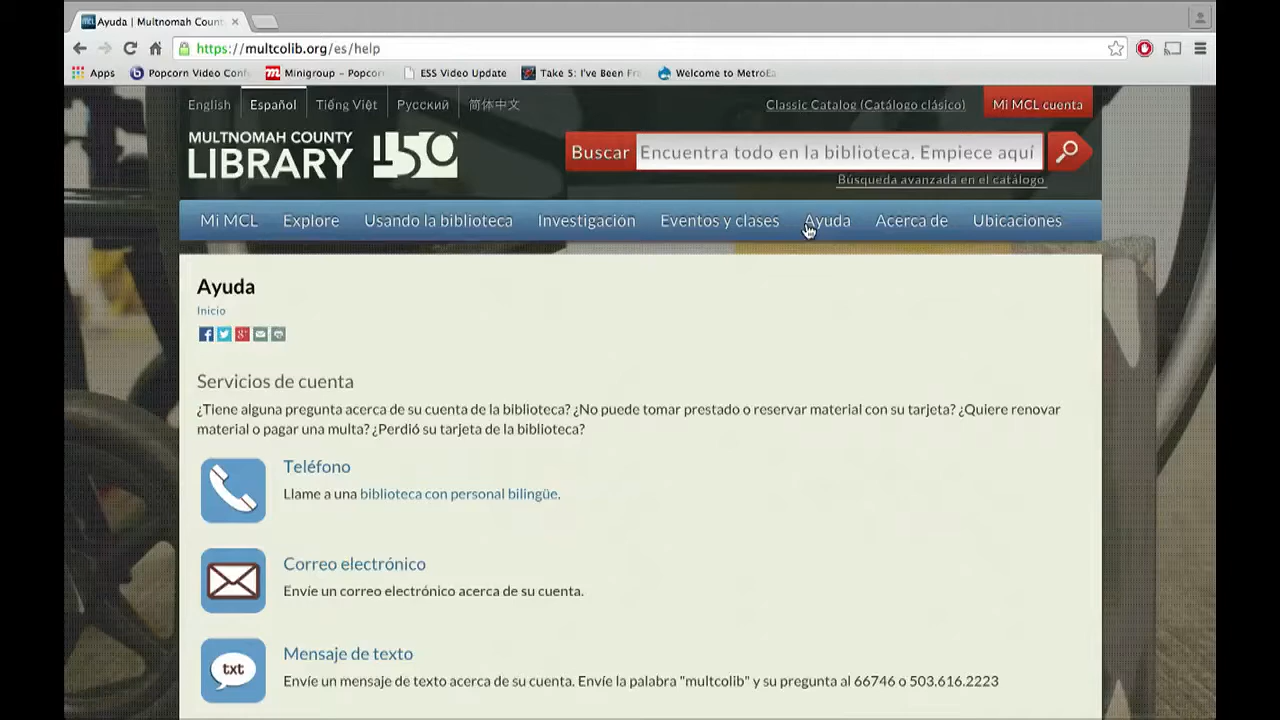 Ayuda | Multnomah Coun
https://multcolib.org/es/help
Apps Popcorn Video Conf Minigroup – Popcor ESS Video Update Take 5: I've Been Fr Welcome to MetroEa
English Español Tiếng Việt Русский 简体中文 Classic Catalog (Catálogo clásico) Mi MCL cuenta
MULTNOMAH COUNTY
LIBRARY 150
Buscar Encuentra todo en la biblioteca. Empiece aquí
Búsqueda avanzada en el catálogo
Mi MCL Explore Usando la biblioteca Investigación Eventos y clases Ayuda Acerca de Ubicaciones
Ayuda
Inicio
Servicios de cuenta
¿Tiene alguna pregunta acerca de su cuenta de la biblioteca? ¿No puede tomar prestado o reservar material con su tarjeta? ¿Quiere renovar
material o pagar una multa? ¿Perdió su tarjeta de la biblioteca?
Teléfono
Llame a una biblioteca con personal bilingüe.
Correo electrónico
Envíe un correo electrónico acerca de su cuenta.
txt
Mensaje de texto
Envíe un mensaje de texto acerca de su cuenta. Envíe la palabra "multcolib" y su pregunta al 66746 o 503.616.2223